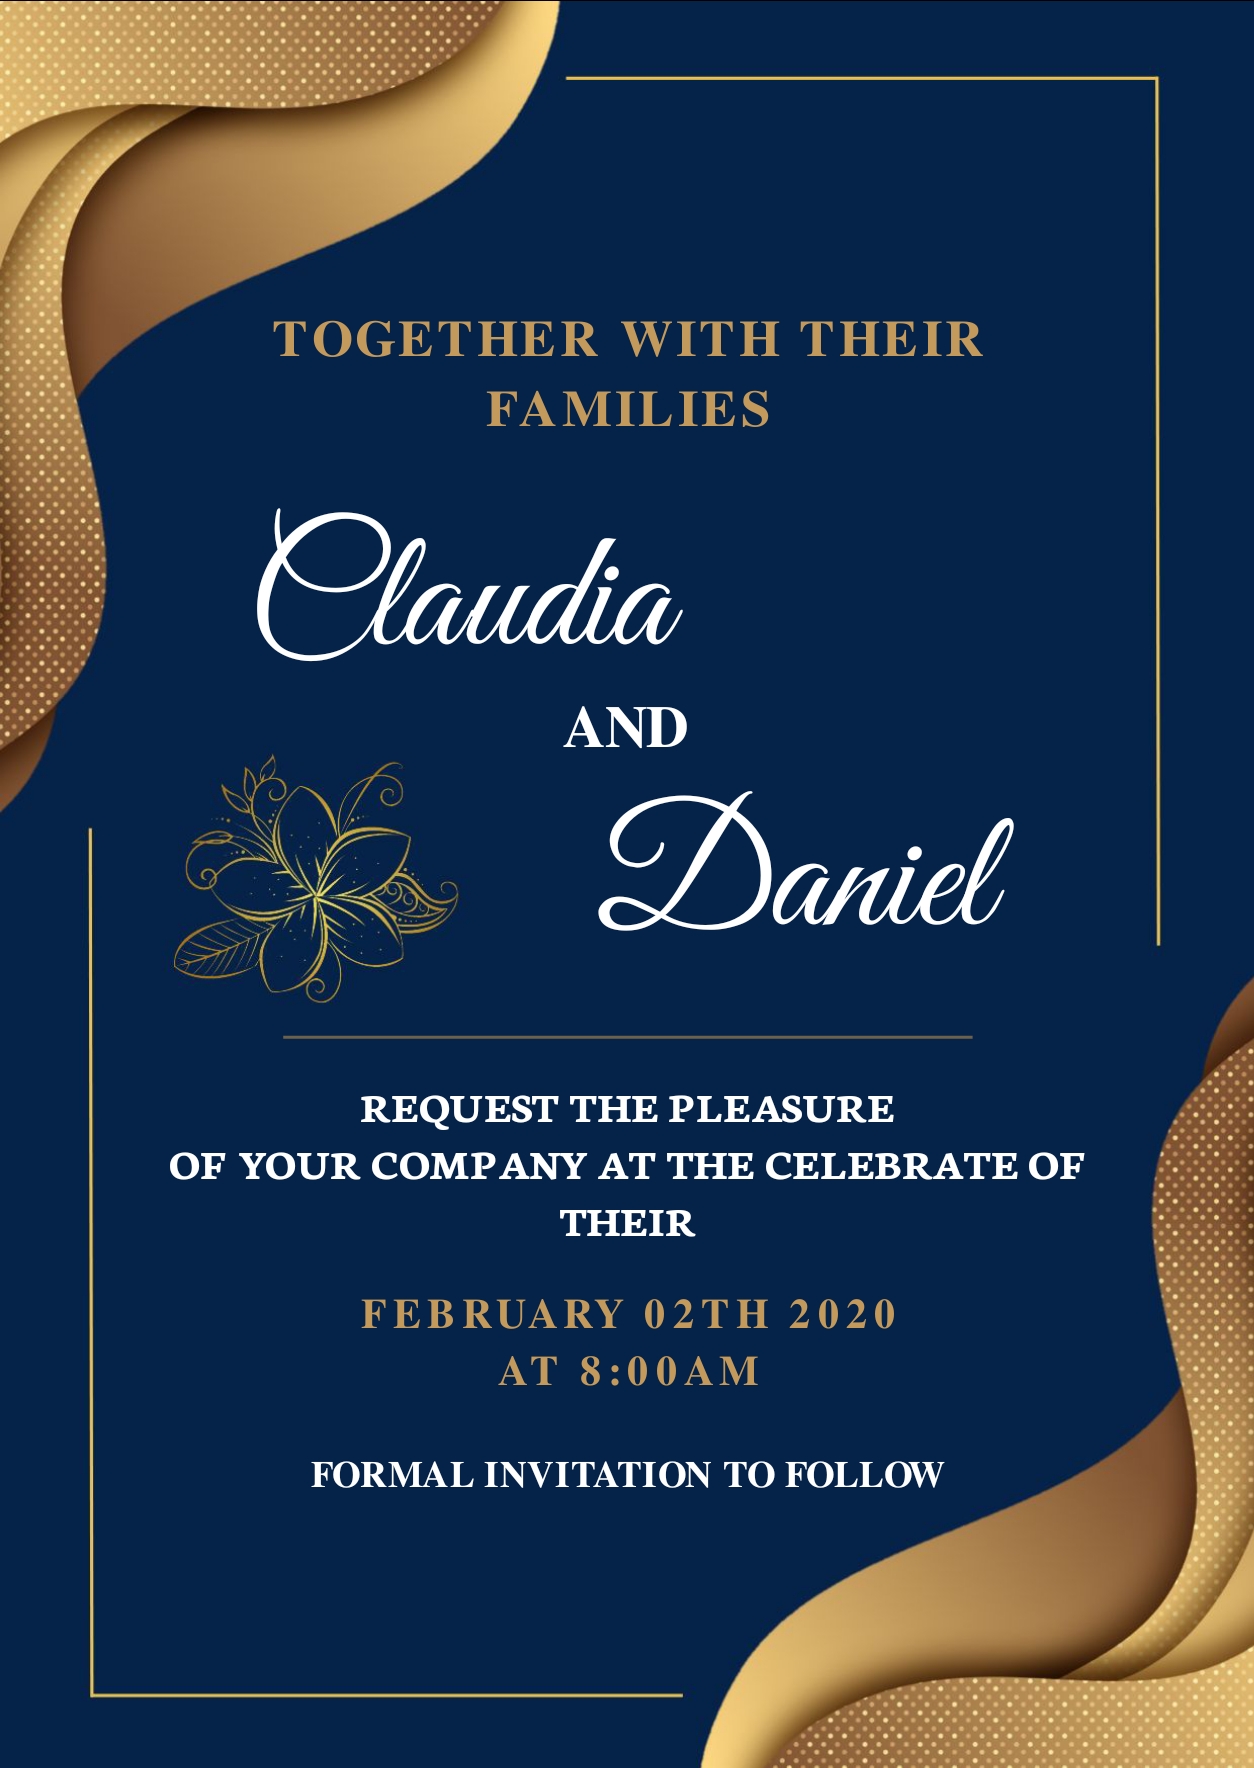 TOGETHER WITH THEIR
FAMILIES
Claudia
AND
Daniel
REQUEST THE PLEASURE
OF YOUR COMPANY AT THE CELEBRATE OF
THEIR
FEBRUARY 02TH 2020
AT 8:00AM
FORMAL INVITATION TO FOLLOW